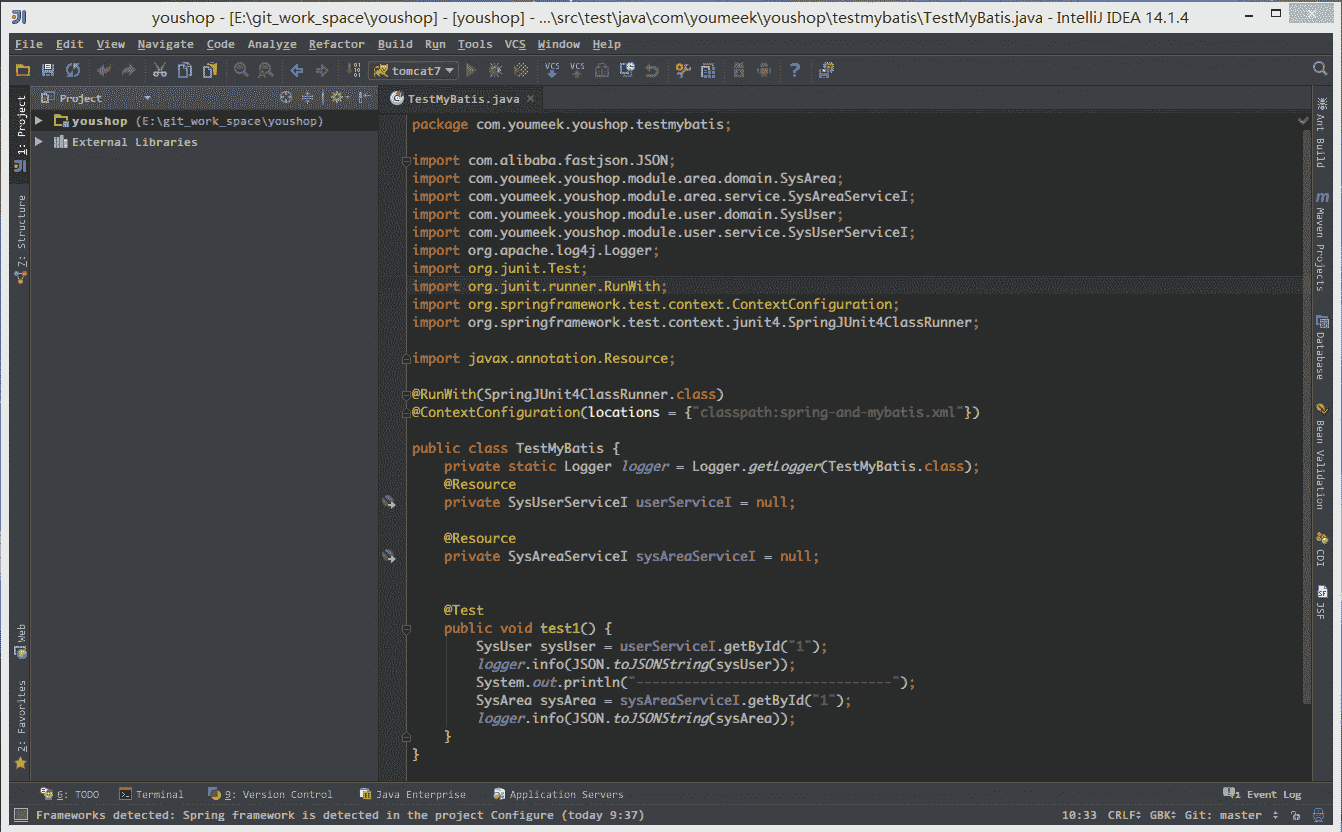 youshop - [E:\git_work_space\youshop] - [youshop] - ...\src\test\java\com\youmeek\youshop\testmybatis\TestMyBatis.java - IntelliJ IDEA 14.1.4
File Edit View Navigate Code Analyze Refactor Build Run Tools VCS Window Help
tomcat7
VCS VCS
Project
TestMyBatis.java
1: Project
Z: Structure
Web
2: Favorites
youshop (E:\git_work_space\youshop)
External Libraries
package com.youmeek.youshop.testmybatis;
import com.alibaba.fastjson.JSON;
import com.youmeek.youshop.module.area.domain.SysArea;
import com.youmeek.youshop.module.area.service.SysAreaServiceI;
import com.youmeek.youshop.module.user.domain.SysUser;
import com.youmeek.youshop.module.user.service.SysUserServiceI;
import org.apache.log4j.Logger;
import org.junit.Test;
import org.junit.runner.RunWith;
import org.springframework.test.context.ContextConfiguration;
import org.springframework.test.context.junit4.SpringJUnit4ClassRunner;
import javax.annotation.Resource;
@RunWith(SpringJUnit4ClassRunner.class)
@ContextConfiguration(locations = {"classpath:spring-and-mybatis.xml"})
public class TestMyBatis {
private static Logger logger = Logger.getLogger(TestMyBatis.class);
@Resource
private SysUserServiceI userServiceI = null;
@Resource
private SysAreaServiceI sysAreaServiceI = null;
@Test
public void test1() {
SysUser sysUser = userServiceI.getById("1");
logger.info(JSON.toJSONString(sysUser));
System.out.println("--------------------------------");
SysArea sysArea = sysAreaServiceI.getById("1");
logger.info(JSON.toJSONString(sysArea));
}
}
Ant Build
m Maven Projects
Database
Bean Validation
CDI
JSF
6: TODO Terminal 9: Version Control Java Enterprise Application Servers 1 Event Log
Frameworks detected: Spring framework is detected in the project Configure (today 9:37) 10:33 CRLF GBK Git: master